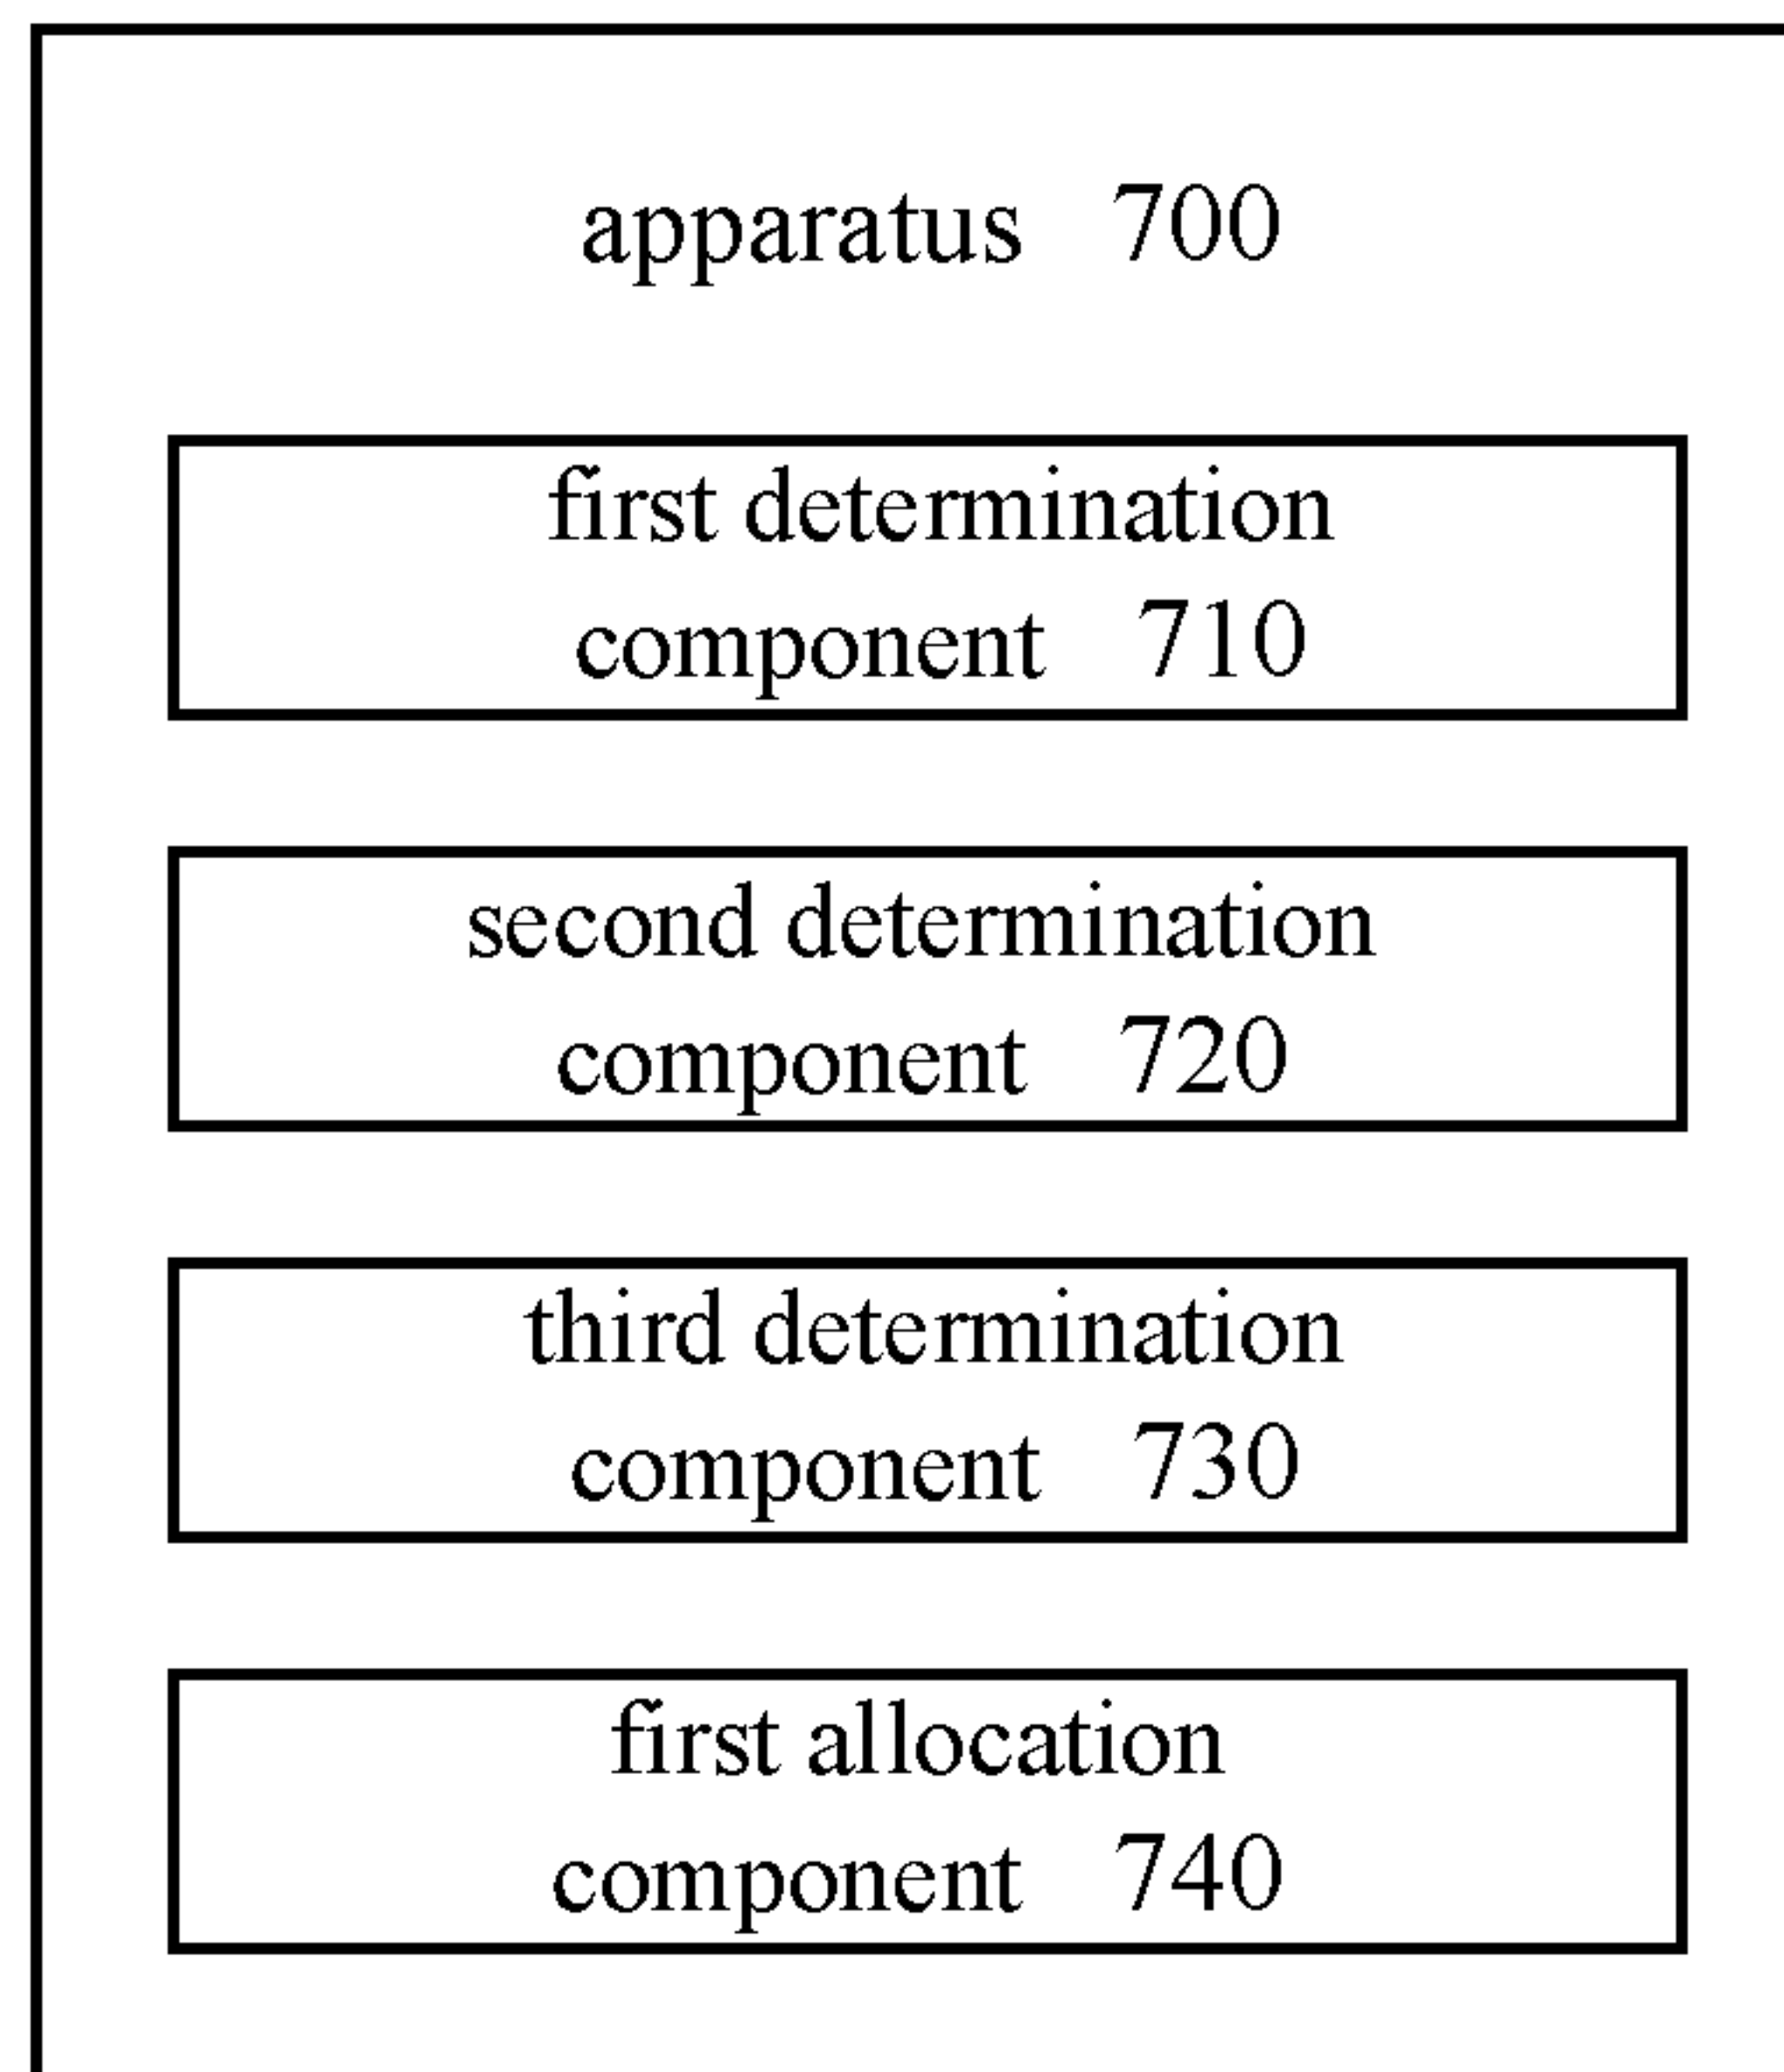 apparatus 700
first determination
component 710
second determination
component 720
third determination
component 730
first allocation
component 740